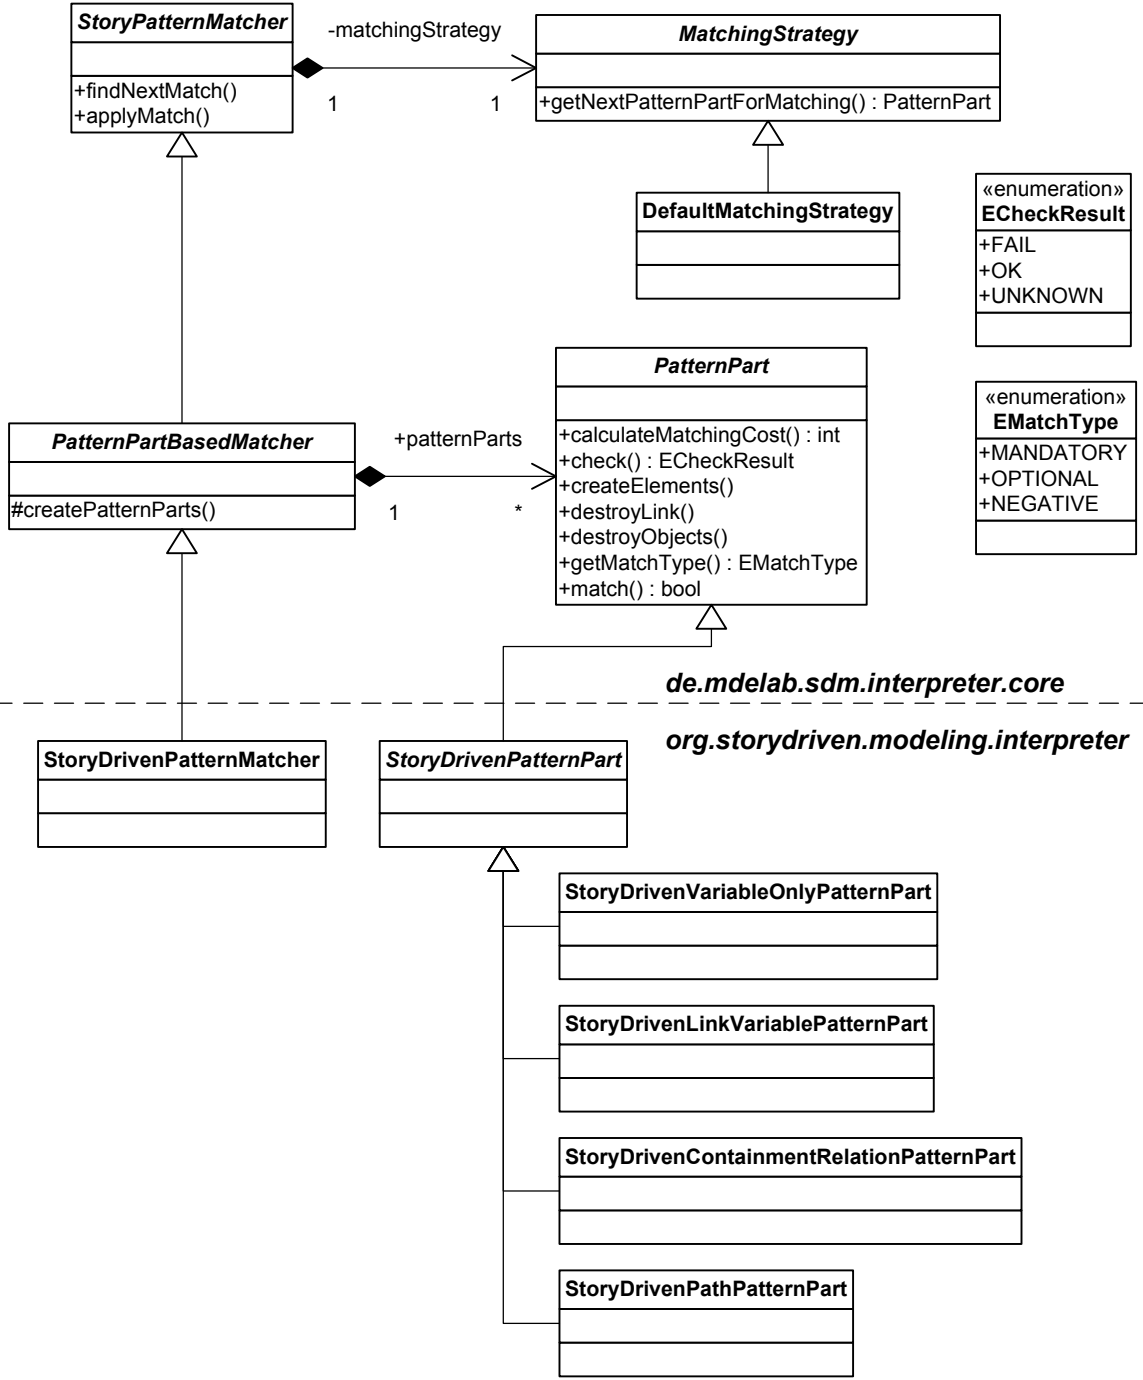 StoryPatternMatcher
+findNextMatch()
+applyMatch()
-matchingStrategy
1
1
MatchingStrategy
+getNextPatternPartForMatching() : PatternPart
DefaultMatchingStrategy
«enumeration»
ECheckResult
+FAIL
+OK
+UNKNOWN
PatternPartBasedMatcher
#createPatternParts()
+patternParts
1
*
PatternPart
+calculateMatchingCost() : int
+check() : ECheckResult
+createElements()
+destroyLink()
+destroyObjects()
+getMatchType() : EMatchType
+match() : bool
«enumeration»
EMatchType
+MANDATORY
+OPTIONAL
+NEGATIVE
de.mdelab.sdm.interpreter.core
org.storydriven.modeling.interpreter
StoryDrivenPatternMatcher
StoryDrivenPatternPart
StoryDrivenVariableOnlyPatternPart
StoryDrivenLinkVariablePatternPart
StoryDrivenContainmentRelationPatternPart
StoryDrivenPathPatternPart